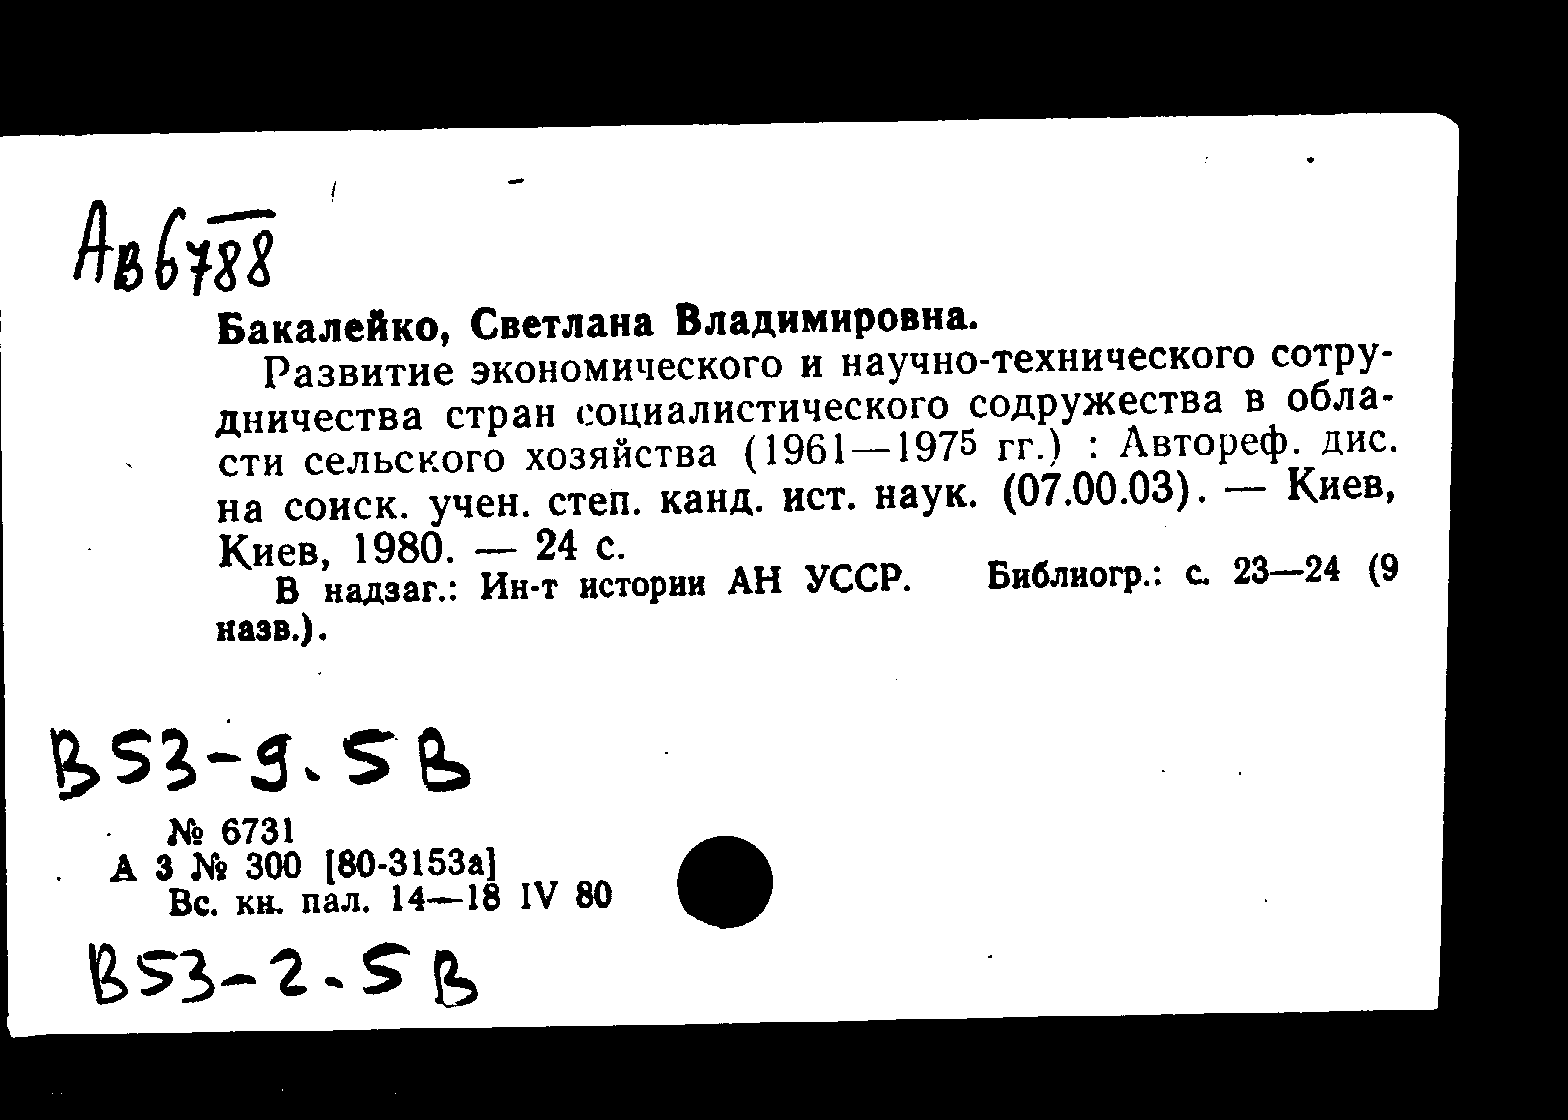 Ав6788
Бакалейко, Светлана Владимировна.
Развитие экономического и научно-технического сотру-
дничества стран социалистического содружества в обла-
сти сельского хозяйства (1961—1975 гг.) : Автореф. дис.
на соиск. учен. степ. канд. ист. наук. (07.00.03). — Киев,
Киев, 1980. — 24 с.
В надзаг.: Ин-т истории АН УССР. Библиогр.: с. 23—24 (9
назв.).
В53-9.5В
№ 6731
А 3 № 300 [80-3153а]
Вс. кн. пал. 14—18 IV 80
В53-2.5В